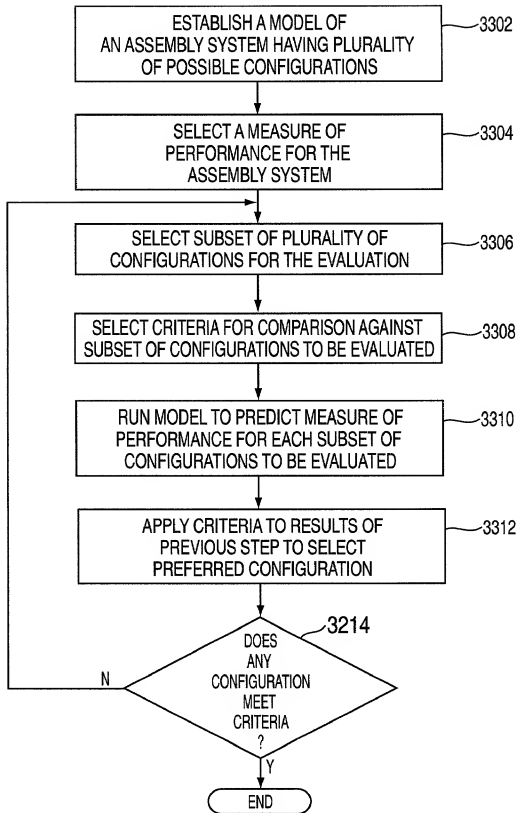 ESTABLISH A MODEL OF
AN ASSEMBLY SYSTEM HAVING PLURALITY
OF POSSIBLE CONFIGURATIONS
3302
SELECT A MEASURE OF
PERFORMANCE FOR THE
ASSEMBLY SYSTEM
3304
SELECT SUBSET OF PLURALITY OF
CONFIGURATIONS FOR THE EVALUATION
3306
SELECT CRITERIA FOR COMPARISON AGAINST
SUBSET OF CONFIGURATIONS TO BE EVALUATED
3308
RUN MODEL TO PREDICT MEASURE OF
PERFORMANCE FOR EACH SUBSET OF
CONFIGURATIONS TO BE EVALUATED
3310
APPLY CRITERIA TO RESULTS OF
PREVIOUS STEP TO SELECT
PREFERRED CONFIGURATION
3312
3214
DOES
ANY
CONFIGURATION
MEET
CRITERIA
?
N
Y
END